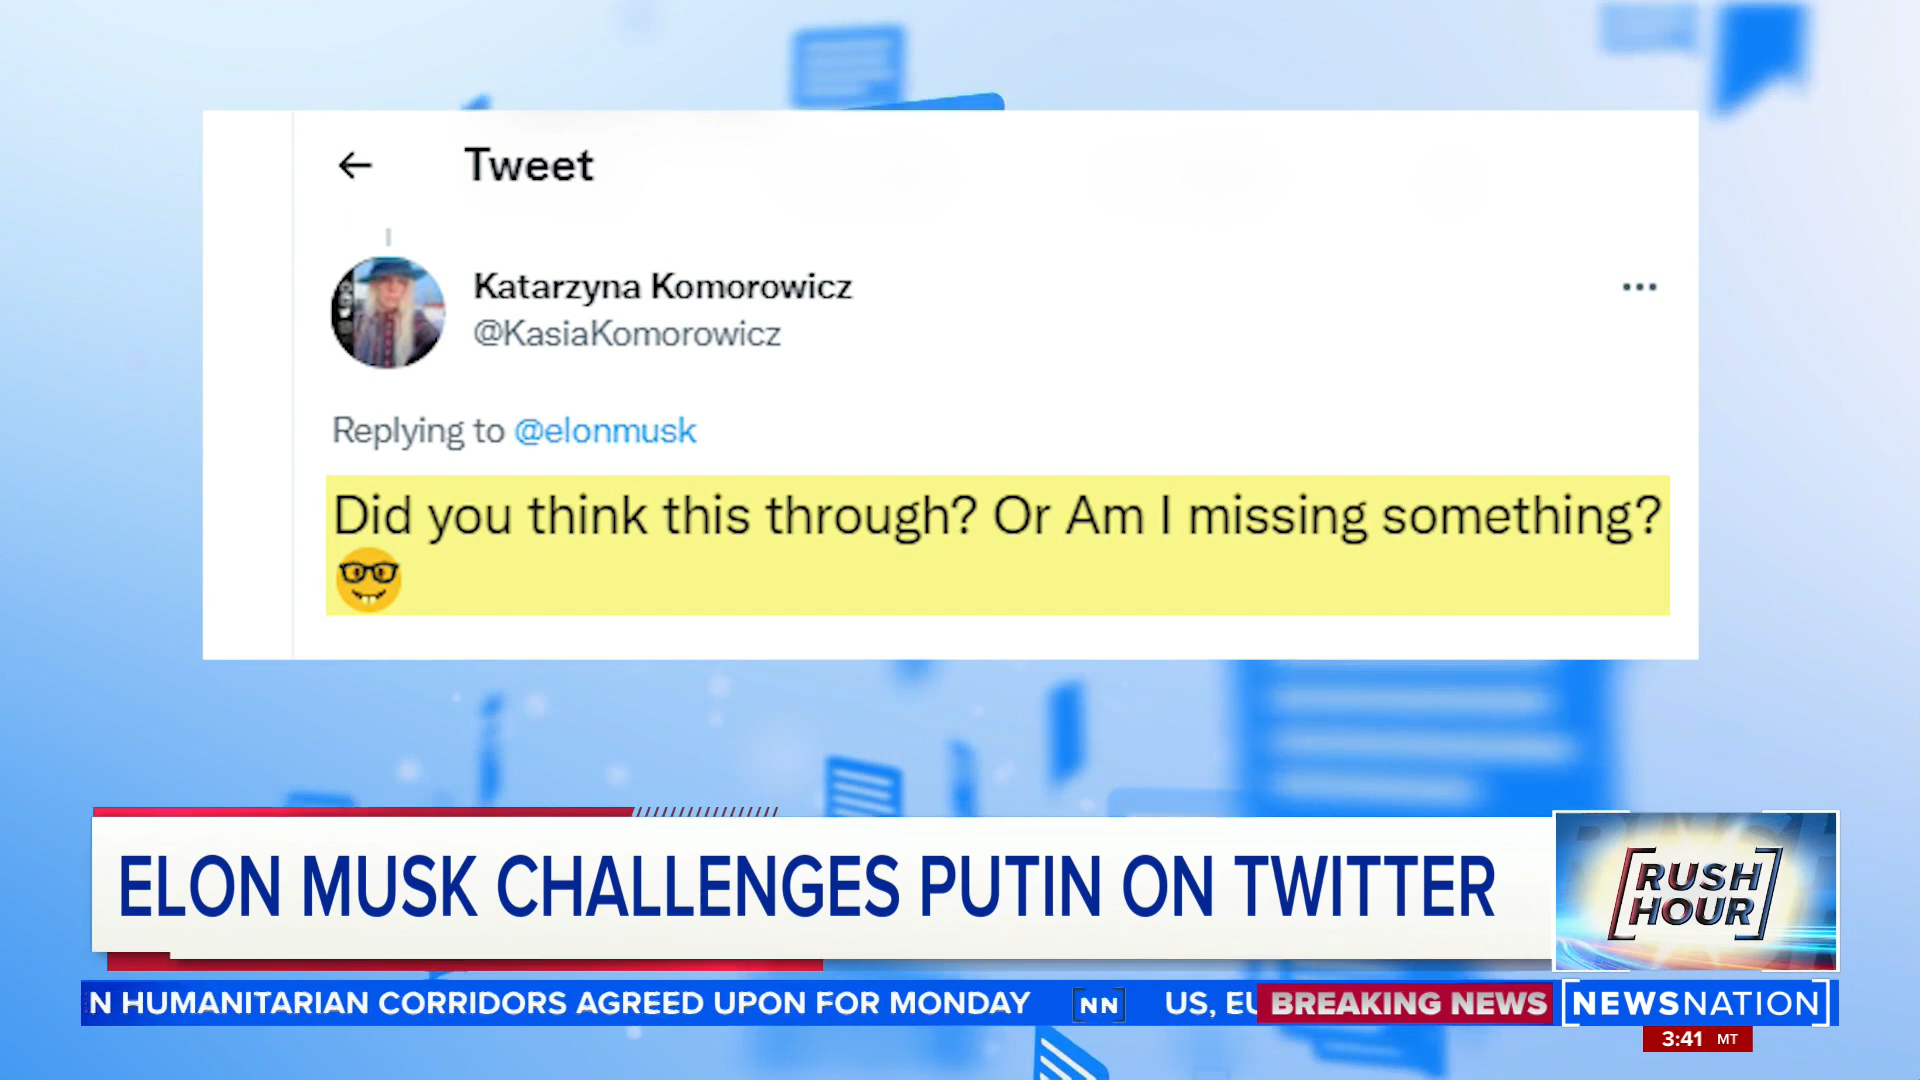 Tweet
Katarzyna Komorowicz
@KasiaKomorowicz
Replying to @elonmusk
Did you think this through? Or Am I missing something?
🤓
ELON MUSK CHALLENGES PUTIN ON TWITTER
RUSH
HOUR
N HUMANITARIAN CORRIDORS AGREED UPON FOR MONDAY NN US, EU BREAKING NEWS NEWSNATION
3:41 MT